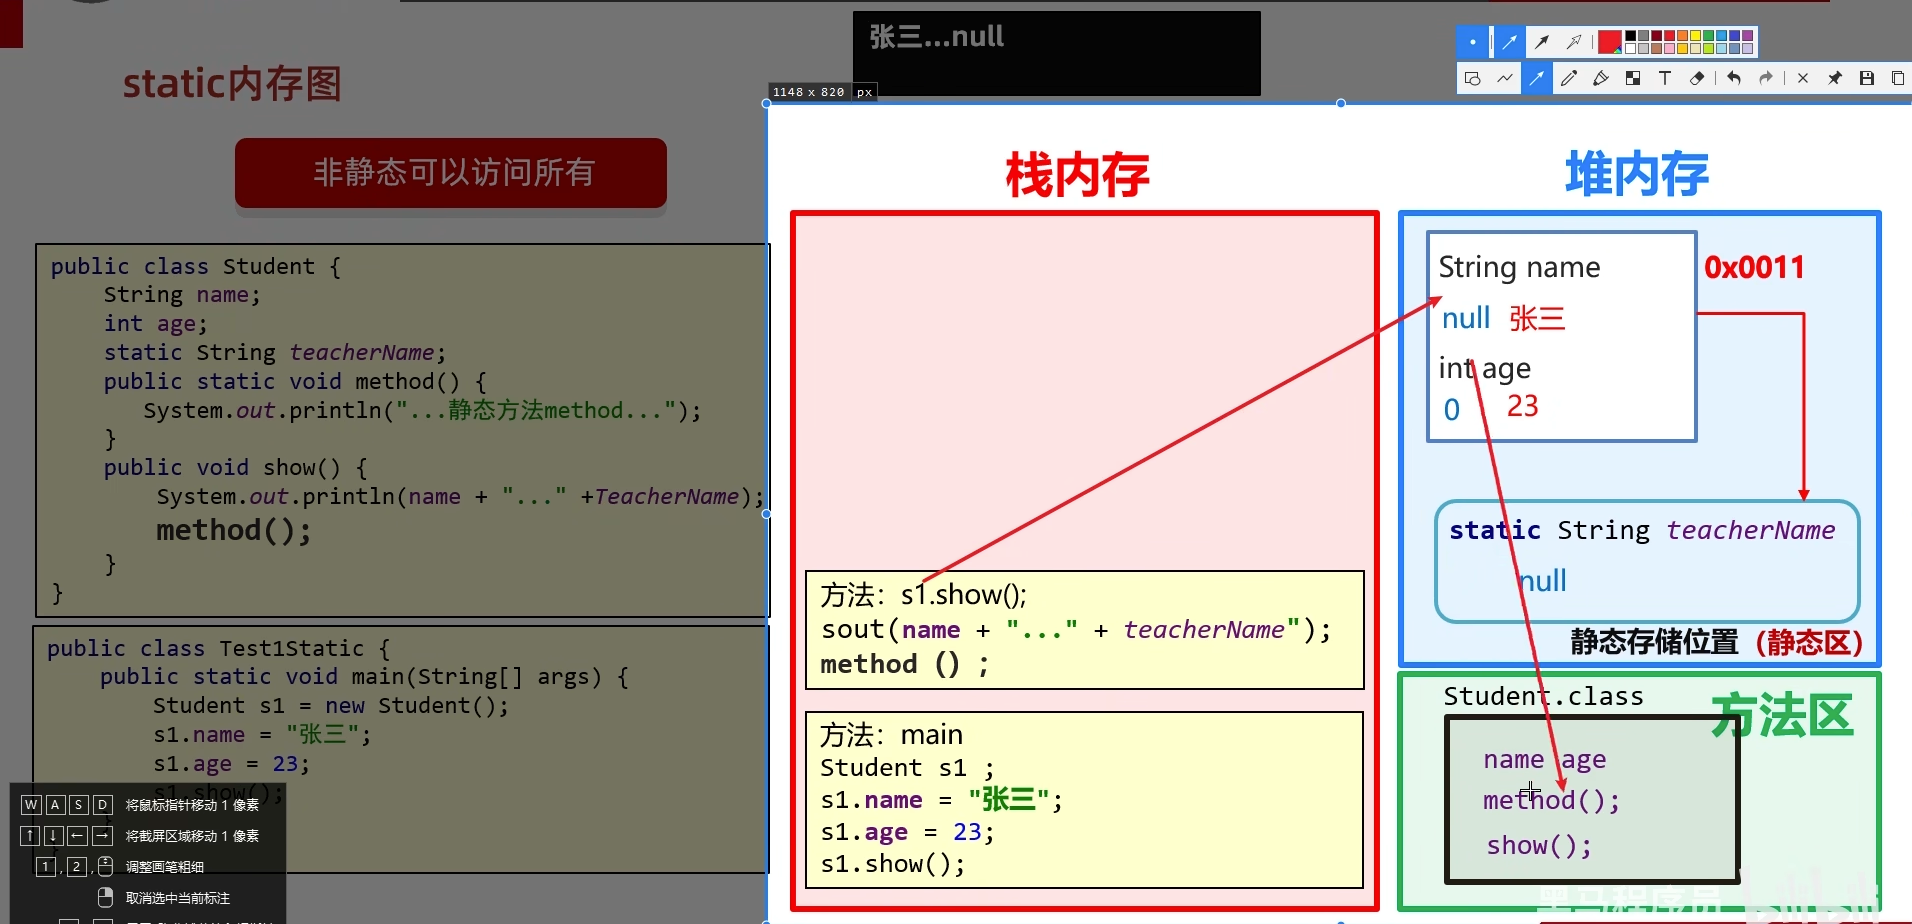 张三...null
1148 x 820 px
static内存图
非静态可以访问所有
public class Student {
String name;
int age;
static String teacherName;
public static void method() {
System.out.println("...静态方法method...");
}
public void show() {
System.out.println(name + "..." +TeacherName);
method();
}
}
public class Test1Static {
public static void main(String[] args) {
Student s1 = new Student();
s1.name = "张三";
s1.age = 23;
s1.show();
W A S D 将鼠标指针移动 1 像素
↑ ↓ ← → 将截屏区域移动 1 像素
1 , 2 , 调整画笔粗细
取消选中当前标注
栈内存
方法：s1.show();
sout(name + "..." + teacherName");
method () ;
方法：main
Student s1 ;
s1.name = "张三";
s1.age = 23;
s1.show();
堆内存
String name
0x0011
null 张三
int age
0 23
static String teacherName
null
静态存储位置（静态区）
Student.class
方法区
name age
method();
show();
黑马程序员